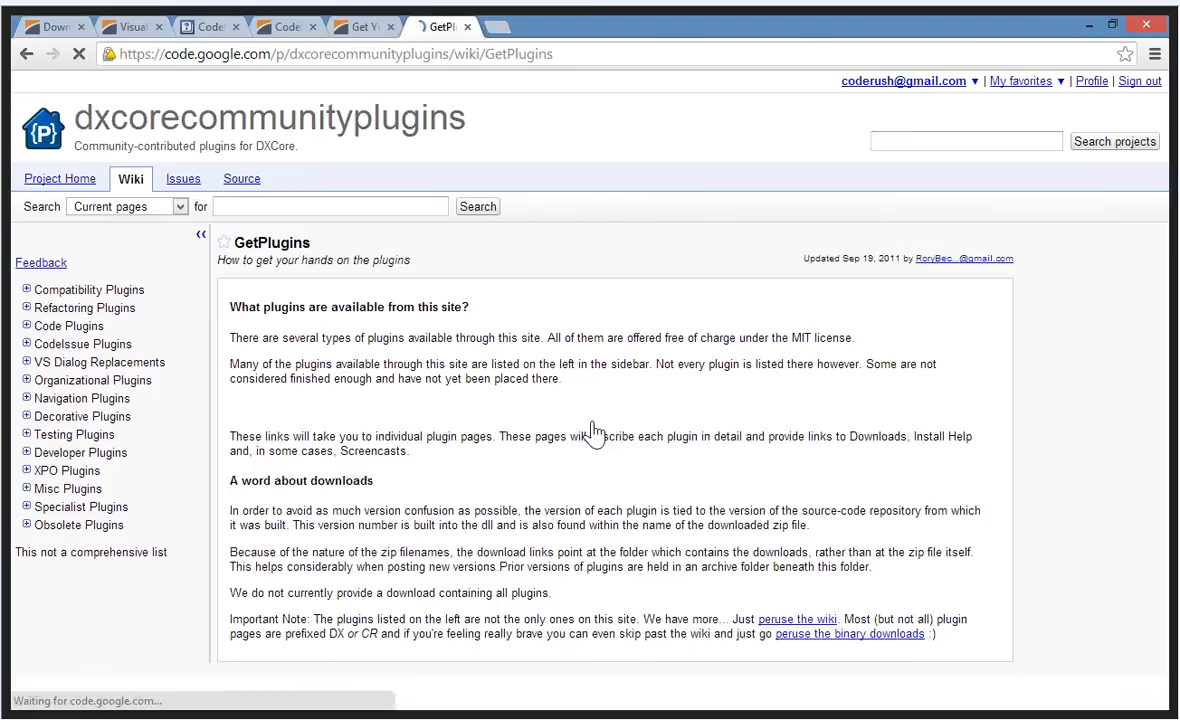 Down
Visual
Code
Code
Get Y
GetPl
https://code.google.com/p/dxcorecommunityplugins/wiki/GetPlugins
coderush@gmail.com ▼ | My favorites ▼ | Profile | Sign out
{P}
dxcorecommunityplugins
Community-contributed plugins for DXCore.
Search projects
Project Home
Wiki
Issues
Source
Search
Current pages
for
Search
GetPlugins
How to get your hands on the plugins
Updated Sep 19, 2011 by RoryBec...@gmail.com
Feedback
Compatibility Plugins
Refactoring Plugins
Code Plugins
CodeIssue Plugins
VS Dialog Replacements
Organizational Plugins
Navigation Plugins
Decorative Plugins
Testing Plugins
Developer Plugins
XPO Plugins
Misc Plugins
Specialist Plugins
Obsolete Plugins
This not a comprehensive list
What plugins are available from this site?
There are several types of plugins available through this site. All of them are offered free of charge under the MIT license.
Many of the plugins available through this site are listed on the left in the sidebar. Not every plugin is listed there however. Some are not
considered finished enough and have not yet been placed there.
These links will take you to individual plugin pages. These pages will describe each plugin in detail and provide links to Downloads, Install Help
and, in some cases, Screencasts.
A word about downloads
In order to avoid as much version confusion as possible, the version of each plugin is tied to the version of the source-code repository from which
it was built. This version number is built into the dll and is also found within the name of the downloaded zip file.
Because of the nature of the zip filenames, the download links point at the folder which contains the downloads, rather than at the zip file itself.
This helps considerably when posting new versions.Prior versions of plugins are held in an archive folder beneath this folder.
We do not currently provide a download containing all plugins.
Important Note: The plugins listed on the left are not the only ones on this site. We have more... Just peruse the wiki. Most (but not all) plugin
pages are prefixed DX or CR and if you're feeling really brave you can even skip past the wiki and just go peruse the binary downloads :)
Waiting for code.google.com...